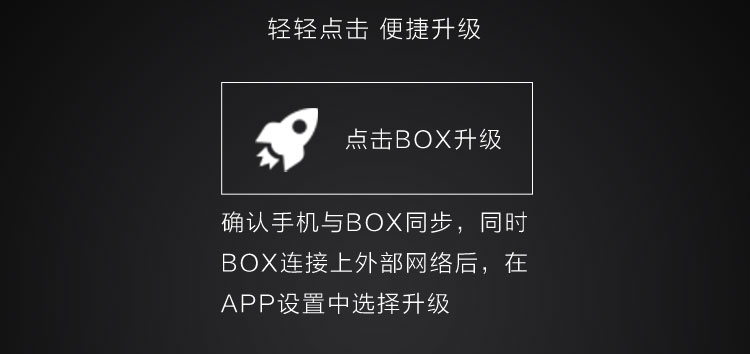 轻轻点击 便捷升级
点击BOX升级
确认手机与BOX同步，同时
BOX连接上外部网络后，在
APP设置中选择升级